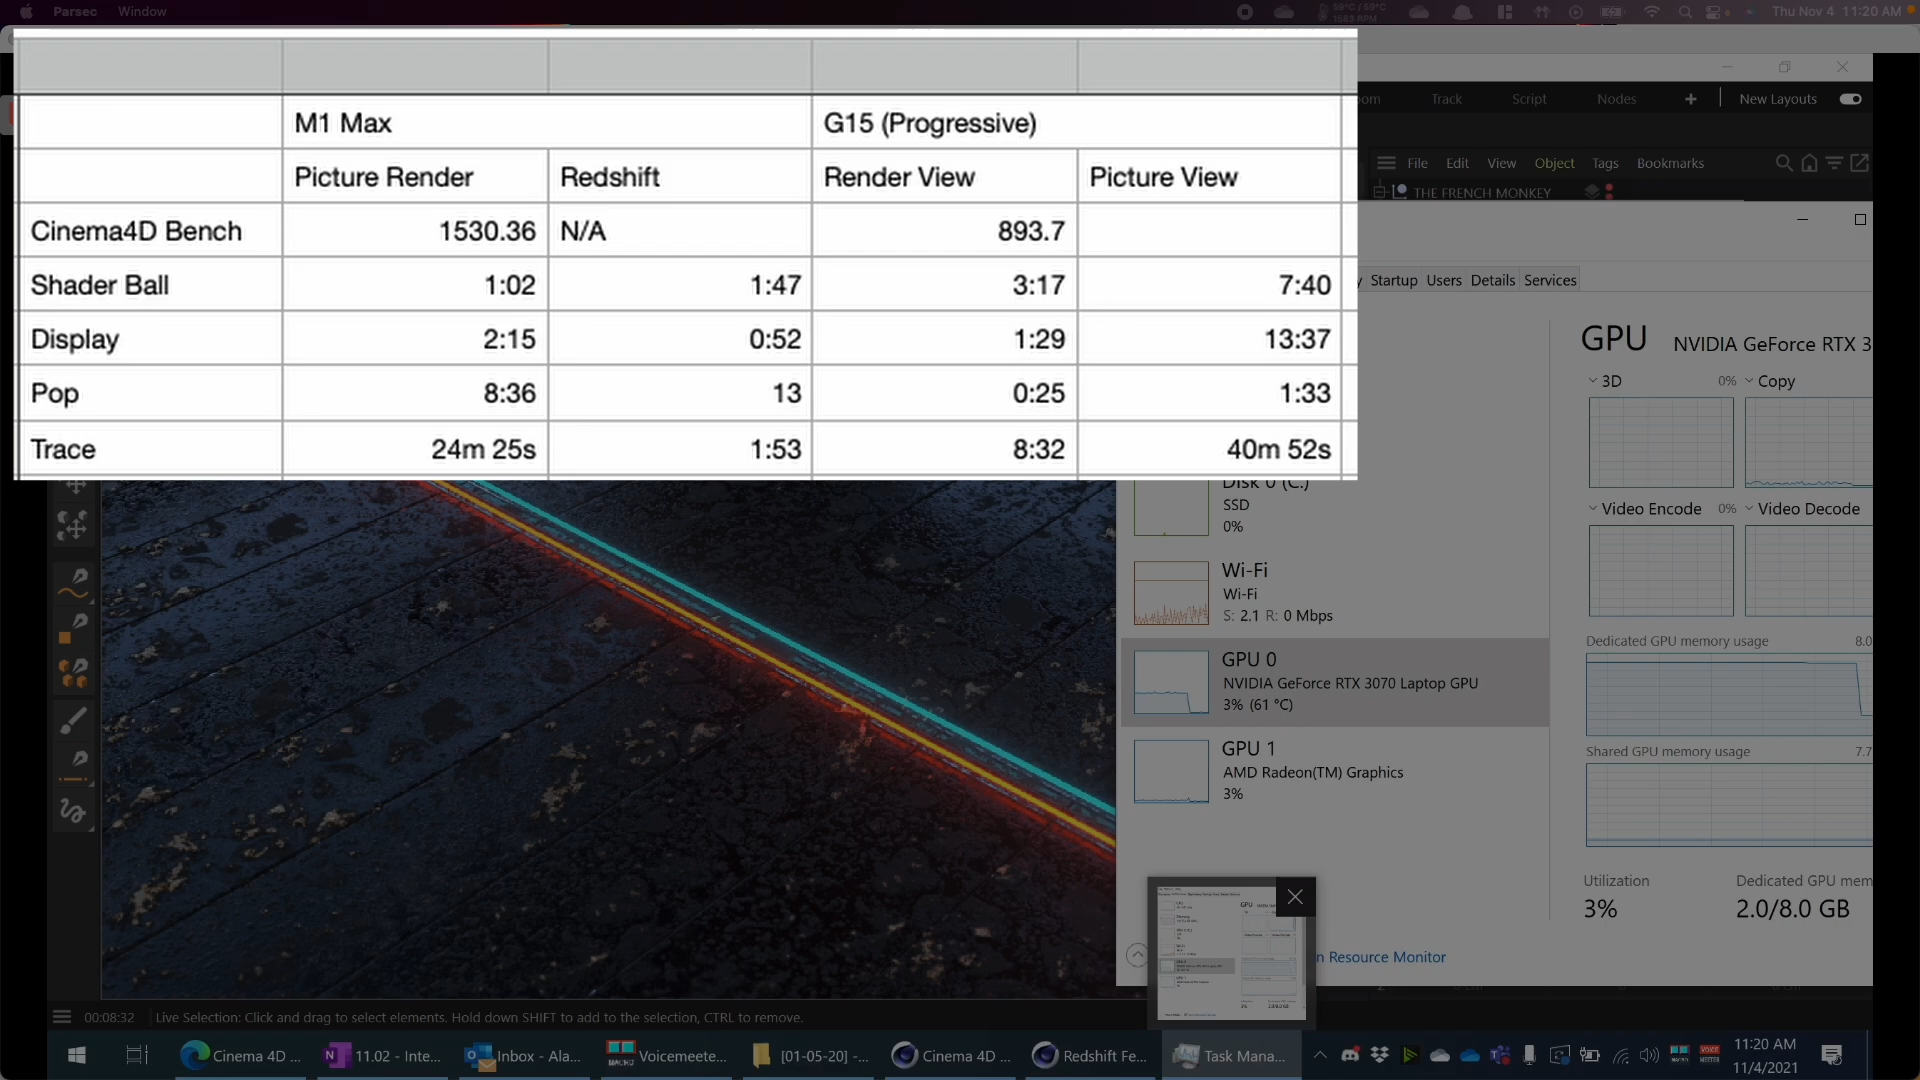 Parsec Window
59°C / 59°C
1583 RPM
Thu Nov 4 11:20 AM
M1 Max G15 (Progressive)
Picture Render Redshift Render View Picture View
Cinema4D Bench 1530.36 N/A 893.7
Shader Ball 1:02 1:47 3:17 7:40
Display 2:15 0:52 1:29 13:37
Pop 8:36 13 0:25 1:33
Trace 24m 25s 1:53 8:32 40m 52s
Track Script Nodes + New Layouts
File Edit View Object Tags Bookmarks
THE FRENCH MONKEY
Startup Users Details Services
GPU NVIDIA GeForce RTX 3
3D 0% Copy
Video Encode 0% Video Decode
Disk 0 (C:)
SSD
0%
Wi-Fi
Wi-Fi
S: 2.1 R: 0 Mbps
GPU 0
NVIDIA GeForce RTX 3070 Laptop GPU
3% (61 °C)
GPU 1
AMD Radeon(TM) Graphics
3%
Dedicated GPU memory usage 8.0
Shared GPU memory usage 7.7
Utilization Dedicated GPU mem
3% 2.0/8.0 GB
n Resource Monitor
00:08:32 Live Selection: Click and drag to select elements. Hold down SHIFT to add to the selection, CTRL to remove.
Cinema 4D ... 11.02 - Inte... Inbox - Ala... Voicemeete... [01-05-20] -... Cinema 4D ... Redshift Fe... Task Mana...
11:20 AM
11/4/2021